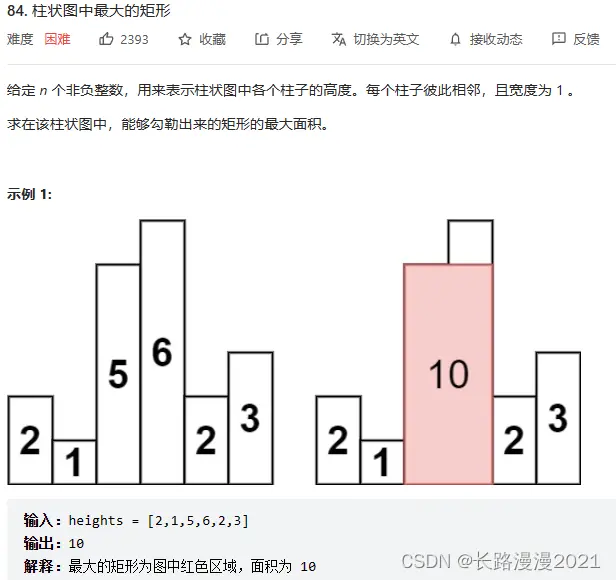 84. 柱状图中最大的矩形
难度 困难 2393 收藏 分享 切换为英文 接收动态 反馈
给定 n 个非负整数，用来表示柱状图中各个柱子的高度。每个柱子彼此相邻，且宽度为 1 。
求在该柱状图中，能够勾勒出来的矩形的最大面积。
示例 1:
2 1 5 6 2 3
2 1 10 2 3
输入：heights = [2,1,5,6,2,3]
输出：10
解释：最大的矩形为图中红色区域，面积为 10
CSDN @长路漫漫2021